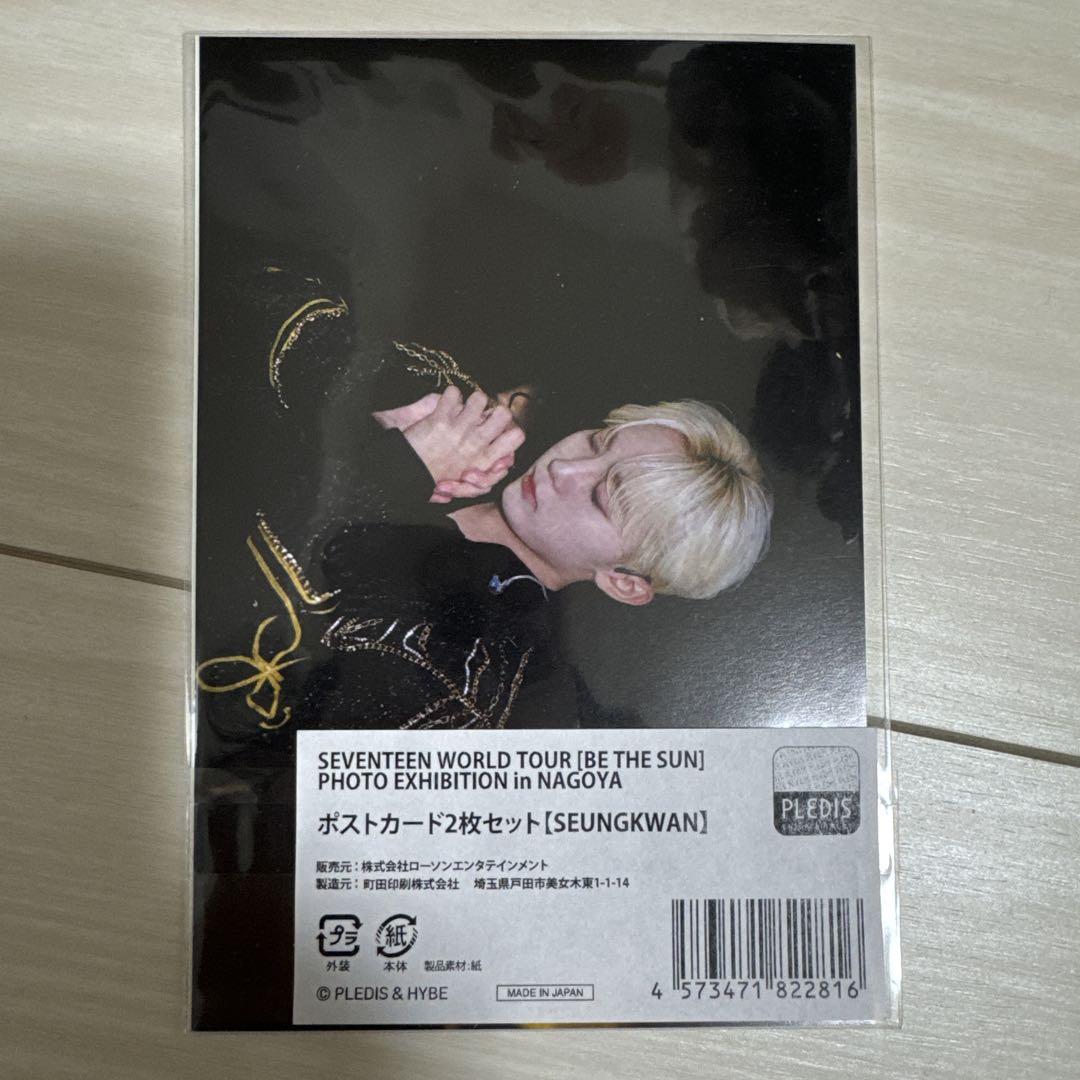 SEVENTEEN WORLD TOUR [BE THE SUN]
PHOTO EXHIBITION in NAGOYA
ポストカード2枚セット【SEUNGKWAN】
販売元：株式会社ローソンエンタテインメント
製造元：町田印刷株式会社 埼玉県戸田市美女木東1-1-14
PLEDIS
プラ
外装
紙
本体
製品素材:紙
© PLEDIS & HYBE
MADE IN JAPAN
4 573471 822816